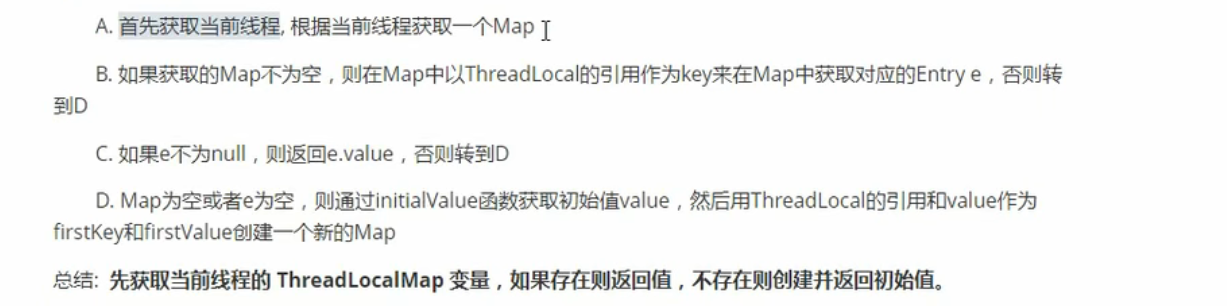 A. 首先获取当前线程, 根据当前线程获取一个Map
B. 如果获取的Map不为空，则在Map中以ThreadLocal的引用作为key来在Map中获取对应的Entry e，否则转
到D
C. 如果e不为null，则返回e.value，否则转到D
D. Map为空或者e为空，则通过initialValue函数获取初始值value，然后用ThreadLocal的引用和value作为
firstKey和firstValue创建一个新的Map
总结: 先获取当前线程的 ThreadLocalMap 变量，如果存在则返回值，不存在则创建并返回初始值。